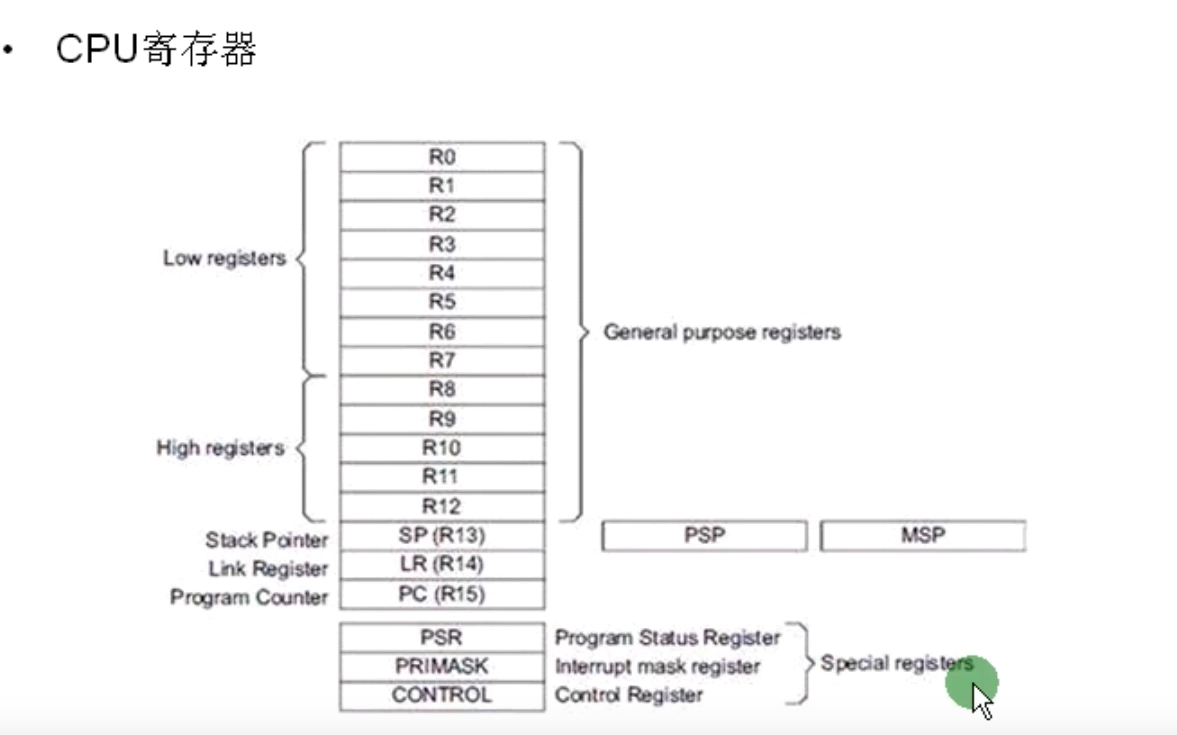 • CPU寄存器
R0
R1
R2
R3
Low registers
R4
R5
R6
General purpose registers
R7
R8
R9
High registers
R10
R11
R12
Stack Pointer SP (R13) PSP MSP
Link Register LR (R14)
Program Counter PC (R15)
PSR Program Status Register
PRIMASK Interrupt mask register Special registers
CONTROL Control Register